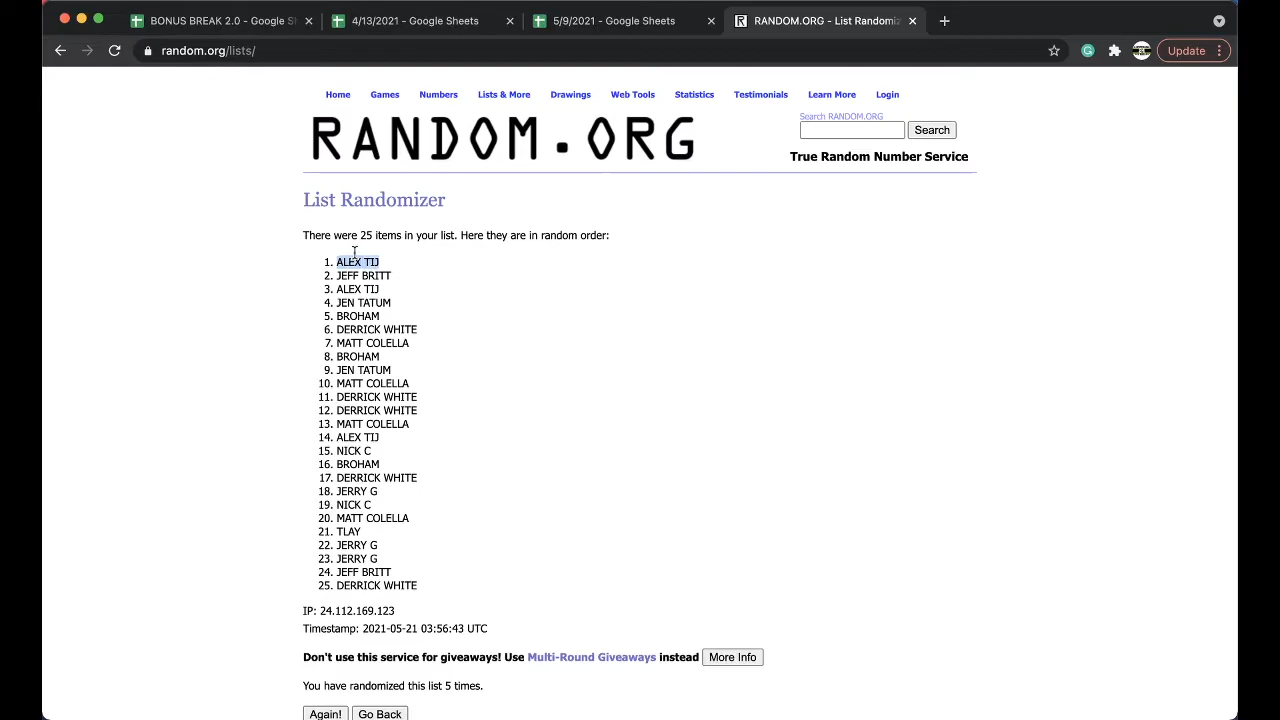 BONUS BREAK 2.0 - Google Sh
4/13/2021 - Google Sheets
5/9/2021 - Google Sheets
RANDOM.ORG - List Randomiz
random.org/lists/
Update
Home Games Numbers Lists & More Drawings Web Tools Statistics Testimonials Learn More Login
RANDOM.ORG
Search RANDOM.ORG
Search
True Random Number Service
List Randomizer
There were 25 items in your list. Here they are in random order:
1. ALEX TIJ
2. JEFF BRITT
3. ALEX TIJ
4. JEN TATUM
5. BROHAM
6. DERRICK WHITE
7. MATT COLELLA
8. BROHAM
9. JEN TATUM
10. MATT COLELLA
11. DERRICK WHITE
12. DERRICK WHITE
13. MATT COLELLA
14. ALEX TIJ
15. NICK C
16. BROHAM
17. DERRICK WHITE
18. JERRY G
19. NICK C
20. MATT COLELLA
21. TLAY
22. JERRY G
23. JERRY G
24. JEFF BRITT
25. DERRICK WHITE
IP: 24.112.169.123
Timestamp: 2021-05-21 03:56:43 UTC
Don't use this service for giveaways! Use Multi-Round Giveaways instead More Info
You have randomized this list 5 times.
Again! Go Back